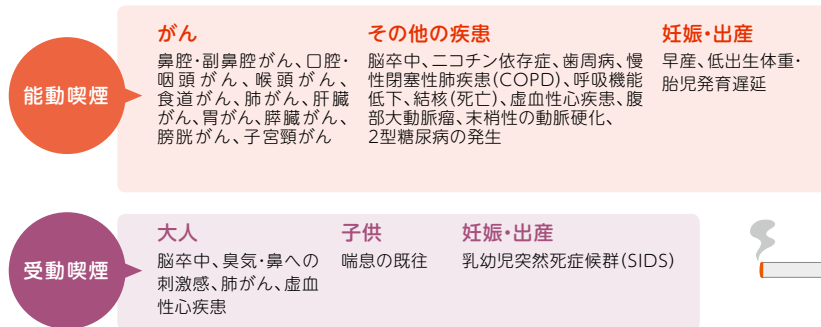 能動喫煙
がん
鼻腔・副鼻腔がん、口腔・
咽頭がん、喉頭がん、
食道がん、肺がん、肝臓
がん、胃がん、膵臓がん、
膀胱がん、子宮頸がん
その他の疾患
脳卒中、ニコチン依存症、歯周病、慢
性閉塞性肺疾患(COPD)、呼吸機能
低下、結核(死亡)、虚血性心疾患、腹
部大動脈瘤、末梢性の動脈硬化、
2型糖尿病の発生
妊娠・出産
早産、低出生体重・
胎児発育遅延
受動喫煙
大人
脳卒中、臭気・鼻への
刺激感、肺がん、虚血
性心疾患
子供
喘息の既往
妊娠・出産
乳幼児突然死症候群(SIDS)